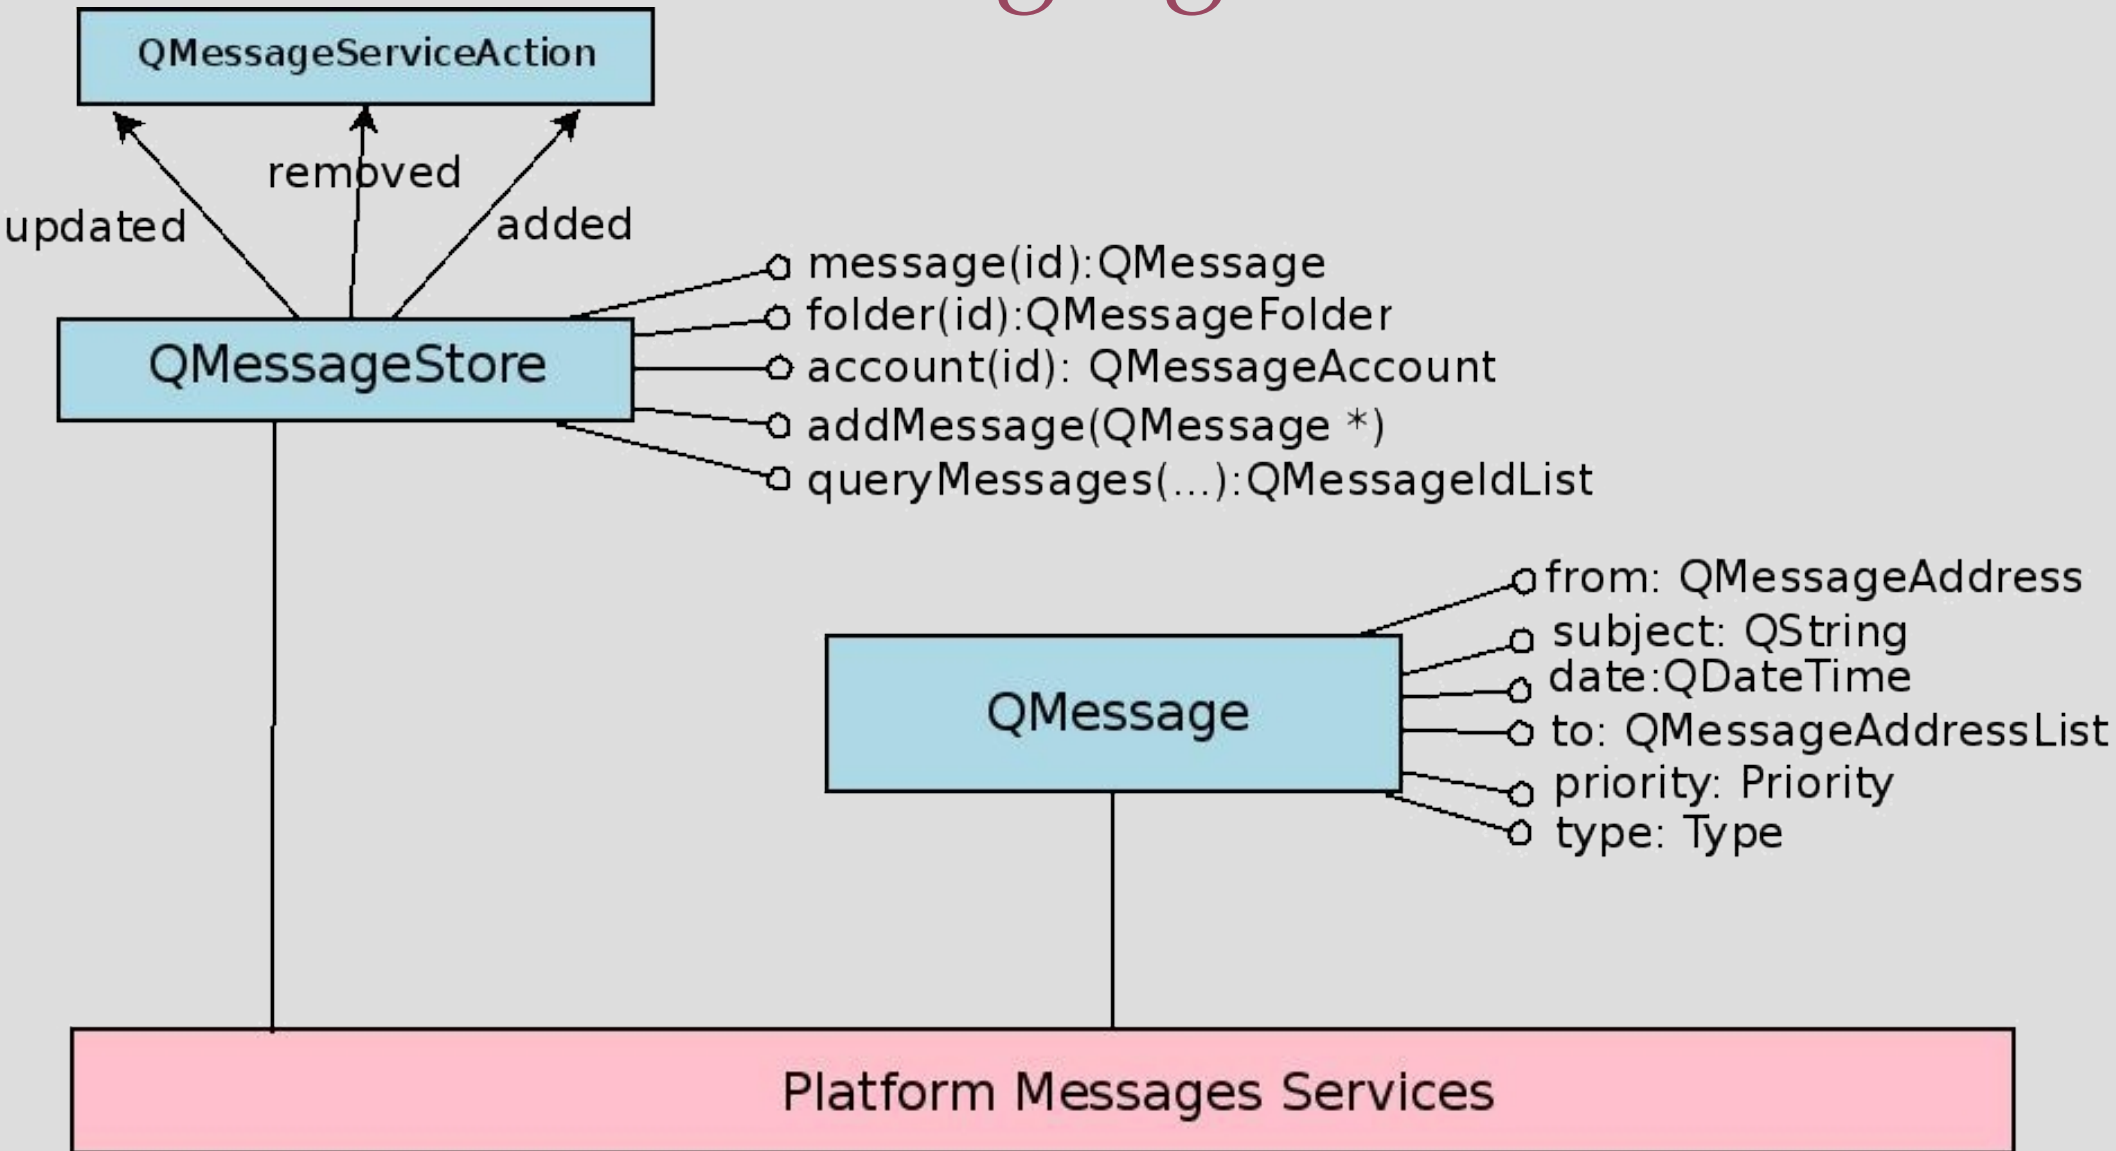 QMessageServiceAction
removed
updated
added
message(id):QMessage
folder(id):QMessageFolder
QMessageStore
account(id): QMessageAccount
addMessage(QMessage *)
queryMessages(...):QMessageIdList
from: QMessageAddress
subject: QString
date:QDateTime
QMessage
to: QMessageAddressList
priority: Priority
type: Type
Platform Messages Services